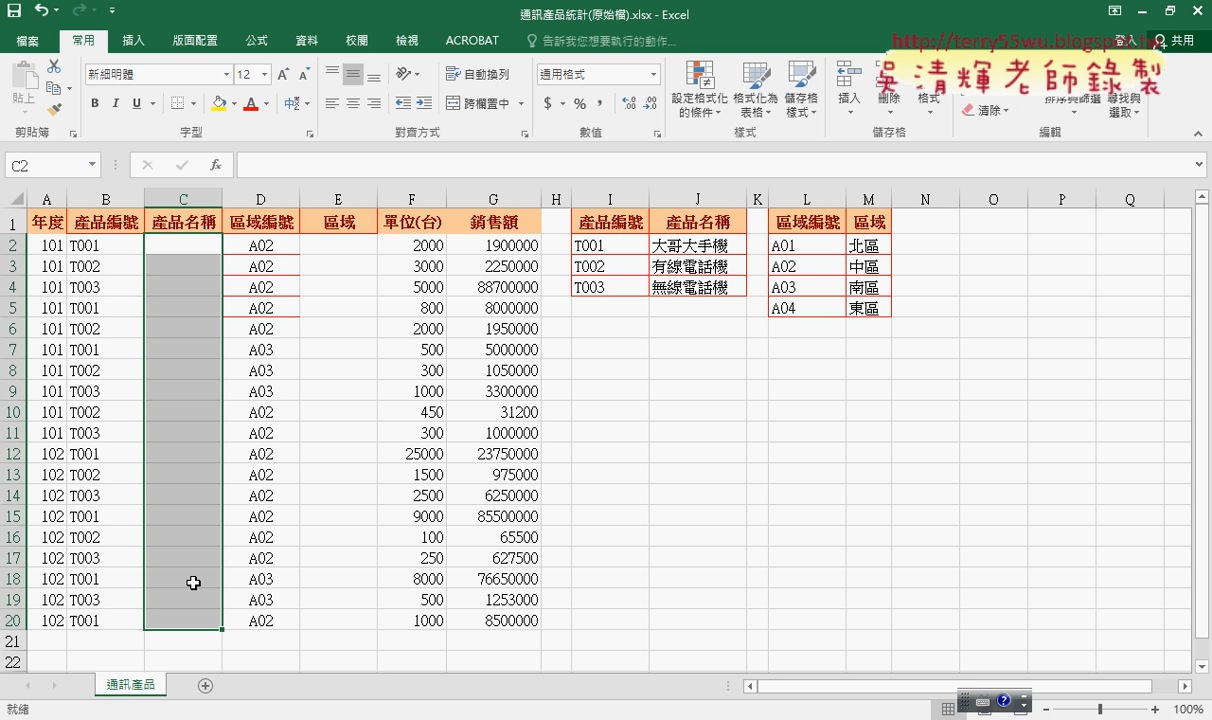 通訊產品統計(原始檔).xlsx - Excel
檔案 常用 插入 版面配置 公式 資料 校閱 檢視 ACROBAT 告訴我您想要執行的動作... 登入 共用
http://terry55wu.blogspot.tw
吳清輝老師錄製
貼上 新細明體 12 自動換列 通用格式 設定格式化的條件 格式化為表格 儲存格樣式 插入 刪除 格式 排序與篩選 尋找與選取
B I U 跨欄置中 $ % , 清除
剪貼簿 字型 對齊方式 數值 樣式 儲存格 編輯
C2 fx
A B C D E F G H I J K L M N O P Q
1 年度 產品編號 產品名稱 區域編號 區域 單位(台) 銷售額 產品編號 產品名稱 區域編號 區域
2 101 T001 A02 2000 1900000 T001 大哥大手機 A01 北區
3 101 T002 A02 3000 2250000 T002 有線電話機 A02 中區
4 101 T003 A02 5000 88700000 T003 無線電話機 A03 南區
5 101 T001 A02 800 8000000 A04 東區
6 101 T002 A02 2000 1950000
7 101 T001 A03 500 5000000
8 101 T002 A03 300 1050000
9 101 T003 A03 1000 3300000
10 101 T002 A02 450 31200
11 101 T003 A02 300 1000000
12 102 T001 A02 25000 23750000
13 102 T002 A02 1500 975000
14 102 T003 A02 2500 6250000
15 102 T001 A02 9000 85500000
16 102 T002 A02 100 65500
17 102 T003 A02 250 627500
18 102 T001 A03 8000 76650000
19 102 T003 A03 500 1253000
20 102 T001 A02 1000 8500000
21
22
通訊產品
就緒 100%